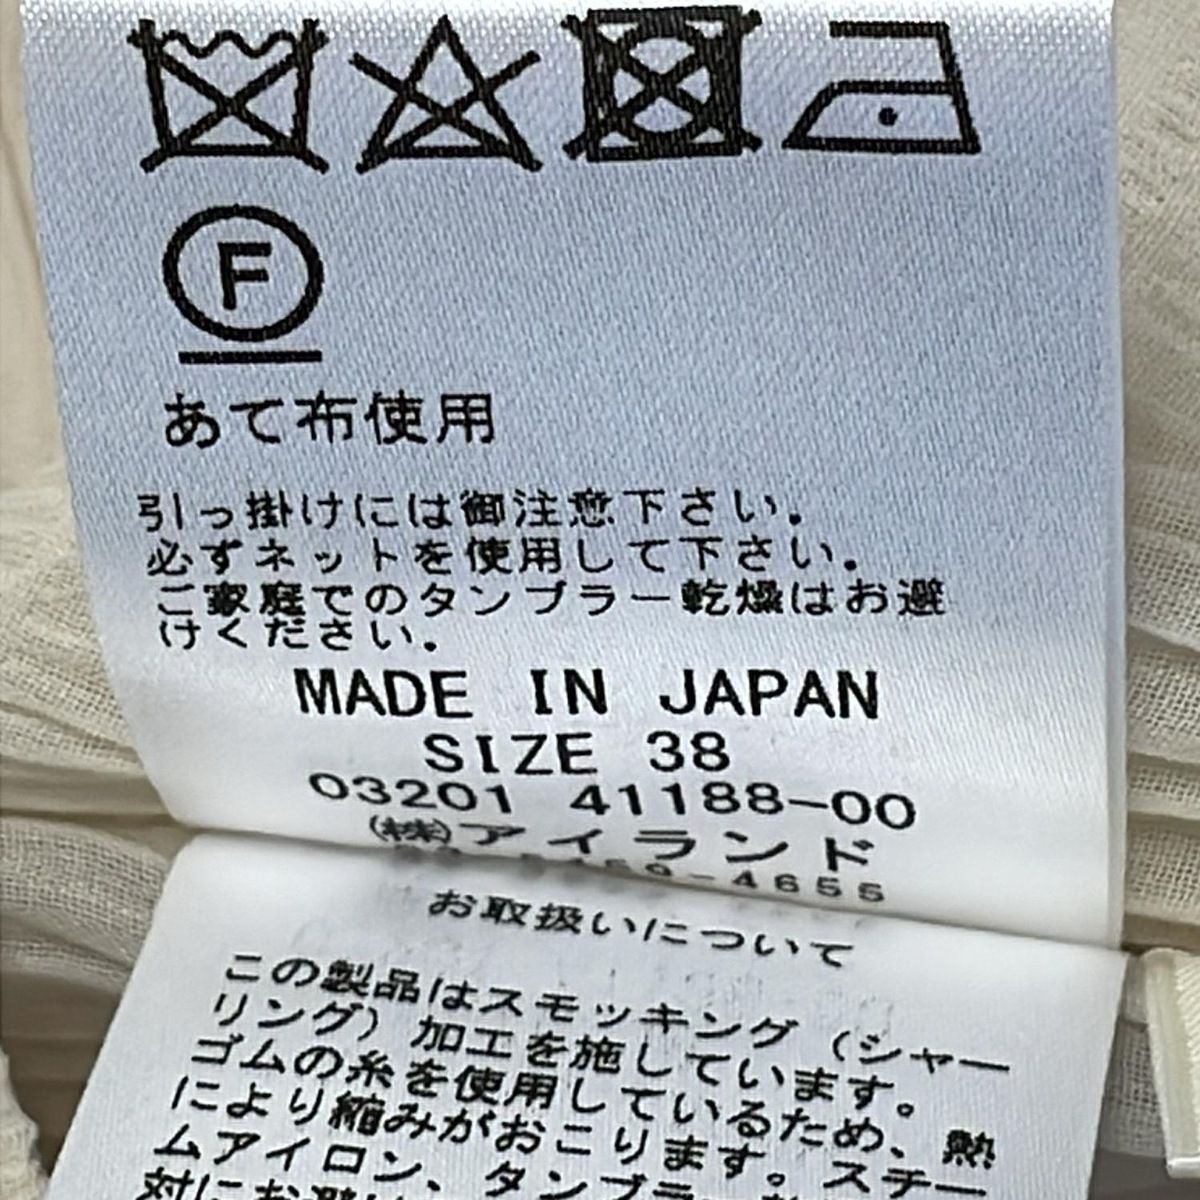 F
あて布使用
引っ掛けには御注意下さい。
必ずネットを使用して下さい。
ご家庭でのタンブラー乾燥はお避
けください。
MADE IN JAPAN
SIZE 38
03201 41188-00
(株)アイランド
-4655
お取扱いについて
この製品はスモッキング（シャー
リング）加工を施しています。
ゴムの糸を使用しているため、熱
により縮みがおこります。スチー
ムアイロン、タンブラー
対にお避け